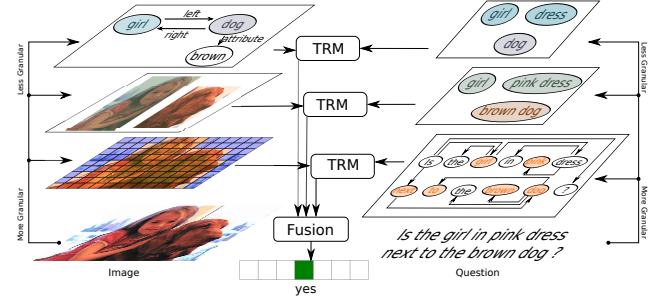 girl
left
dog
right
attribute
brown
TRM
girl
dress
dog
Less Granular
Less Granular
TRM
girl
pink dress
brown dog
TRM
Is the girl in pink dress
next to the brown dog ?
More Granular
More Granular
Fusion
Is the girl in pink dress
next to the brown dog ?
Image
Question
yes